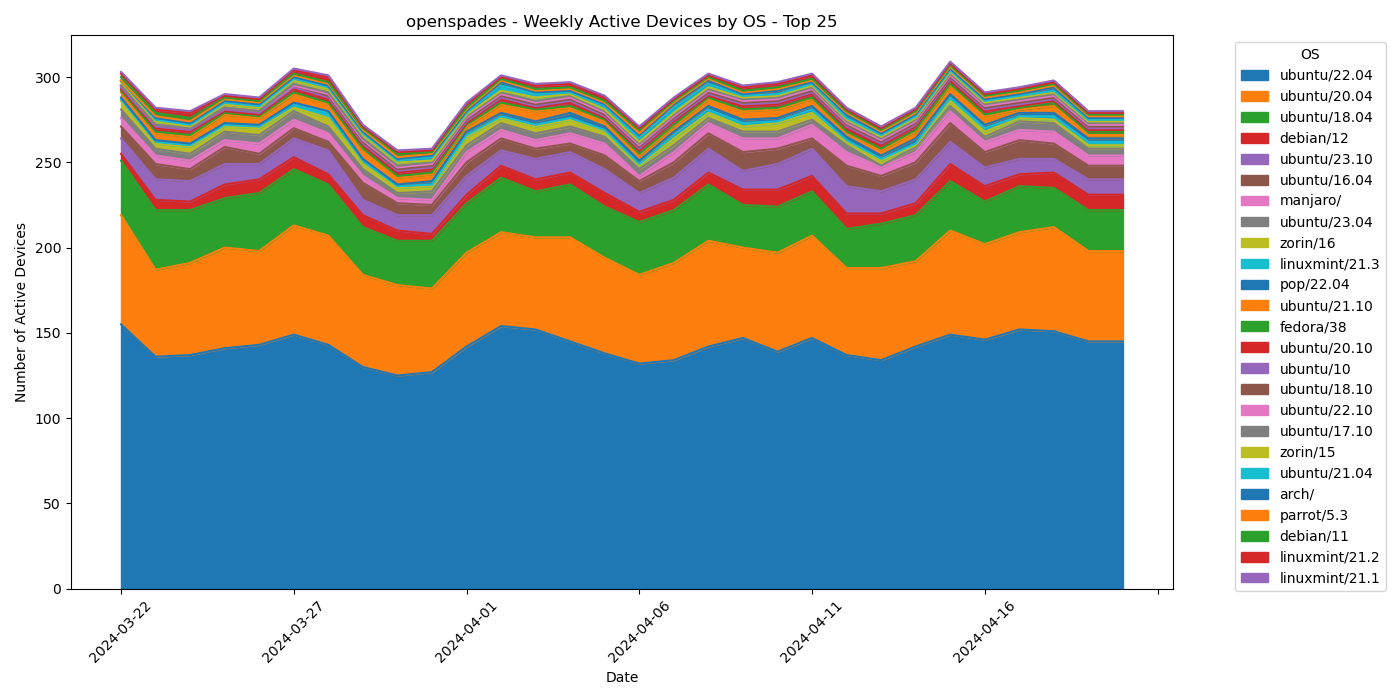 openspades - Weekly Active Devices by OS - Top 25
Number of Active Devices
300
250
200
150
100
50
0
2024-03-22
2024-03-27
2024-04-01
2024-04-06
2024-04-11
2024-04-16
Date
OS
ubuntu/22.04
ubuntu/20.04
ubuntu/18.04
debian/12
ubuntu/23.10
ubuntu/16.04
manjaro/
ubuntu/23.04
zorin/16
linuxmint/21.3
pop/22.04
ubuntu/21.10
fedora/38
ubuntu/20.10
ubuntu/10
ubuntu/18.10
ubuntu/22.10
ubuntu/17.10
zorin/15
ubuntu/21.04
arch/
parrot/5.3
debian/11
linuxmint/21.2
linuxmint/21.1